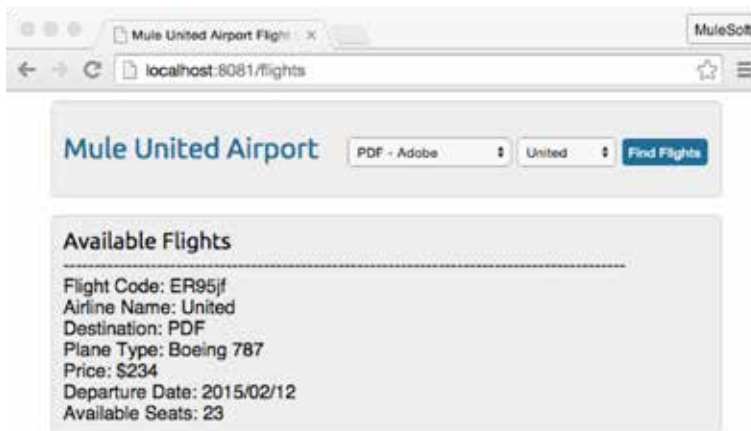 Mule United Airport Flight
MuleSoft
localhost:8081/flights
Mule United Airport
PDF - Adobe
United
Find Flights
Available Flights
Flight Code: ER95jf
Airline Name: United
Destination: PDF
Plane Type: Boeing 787
Price: $234
Departure Date: 2015/02/12
Available Seats: 23